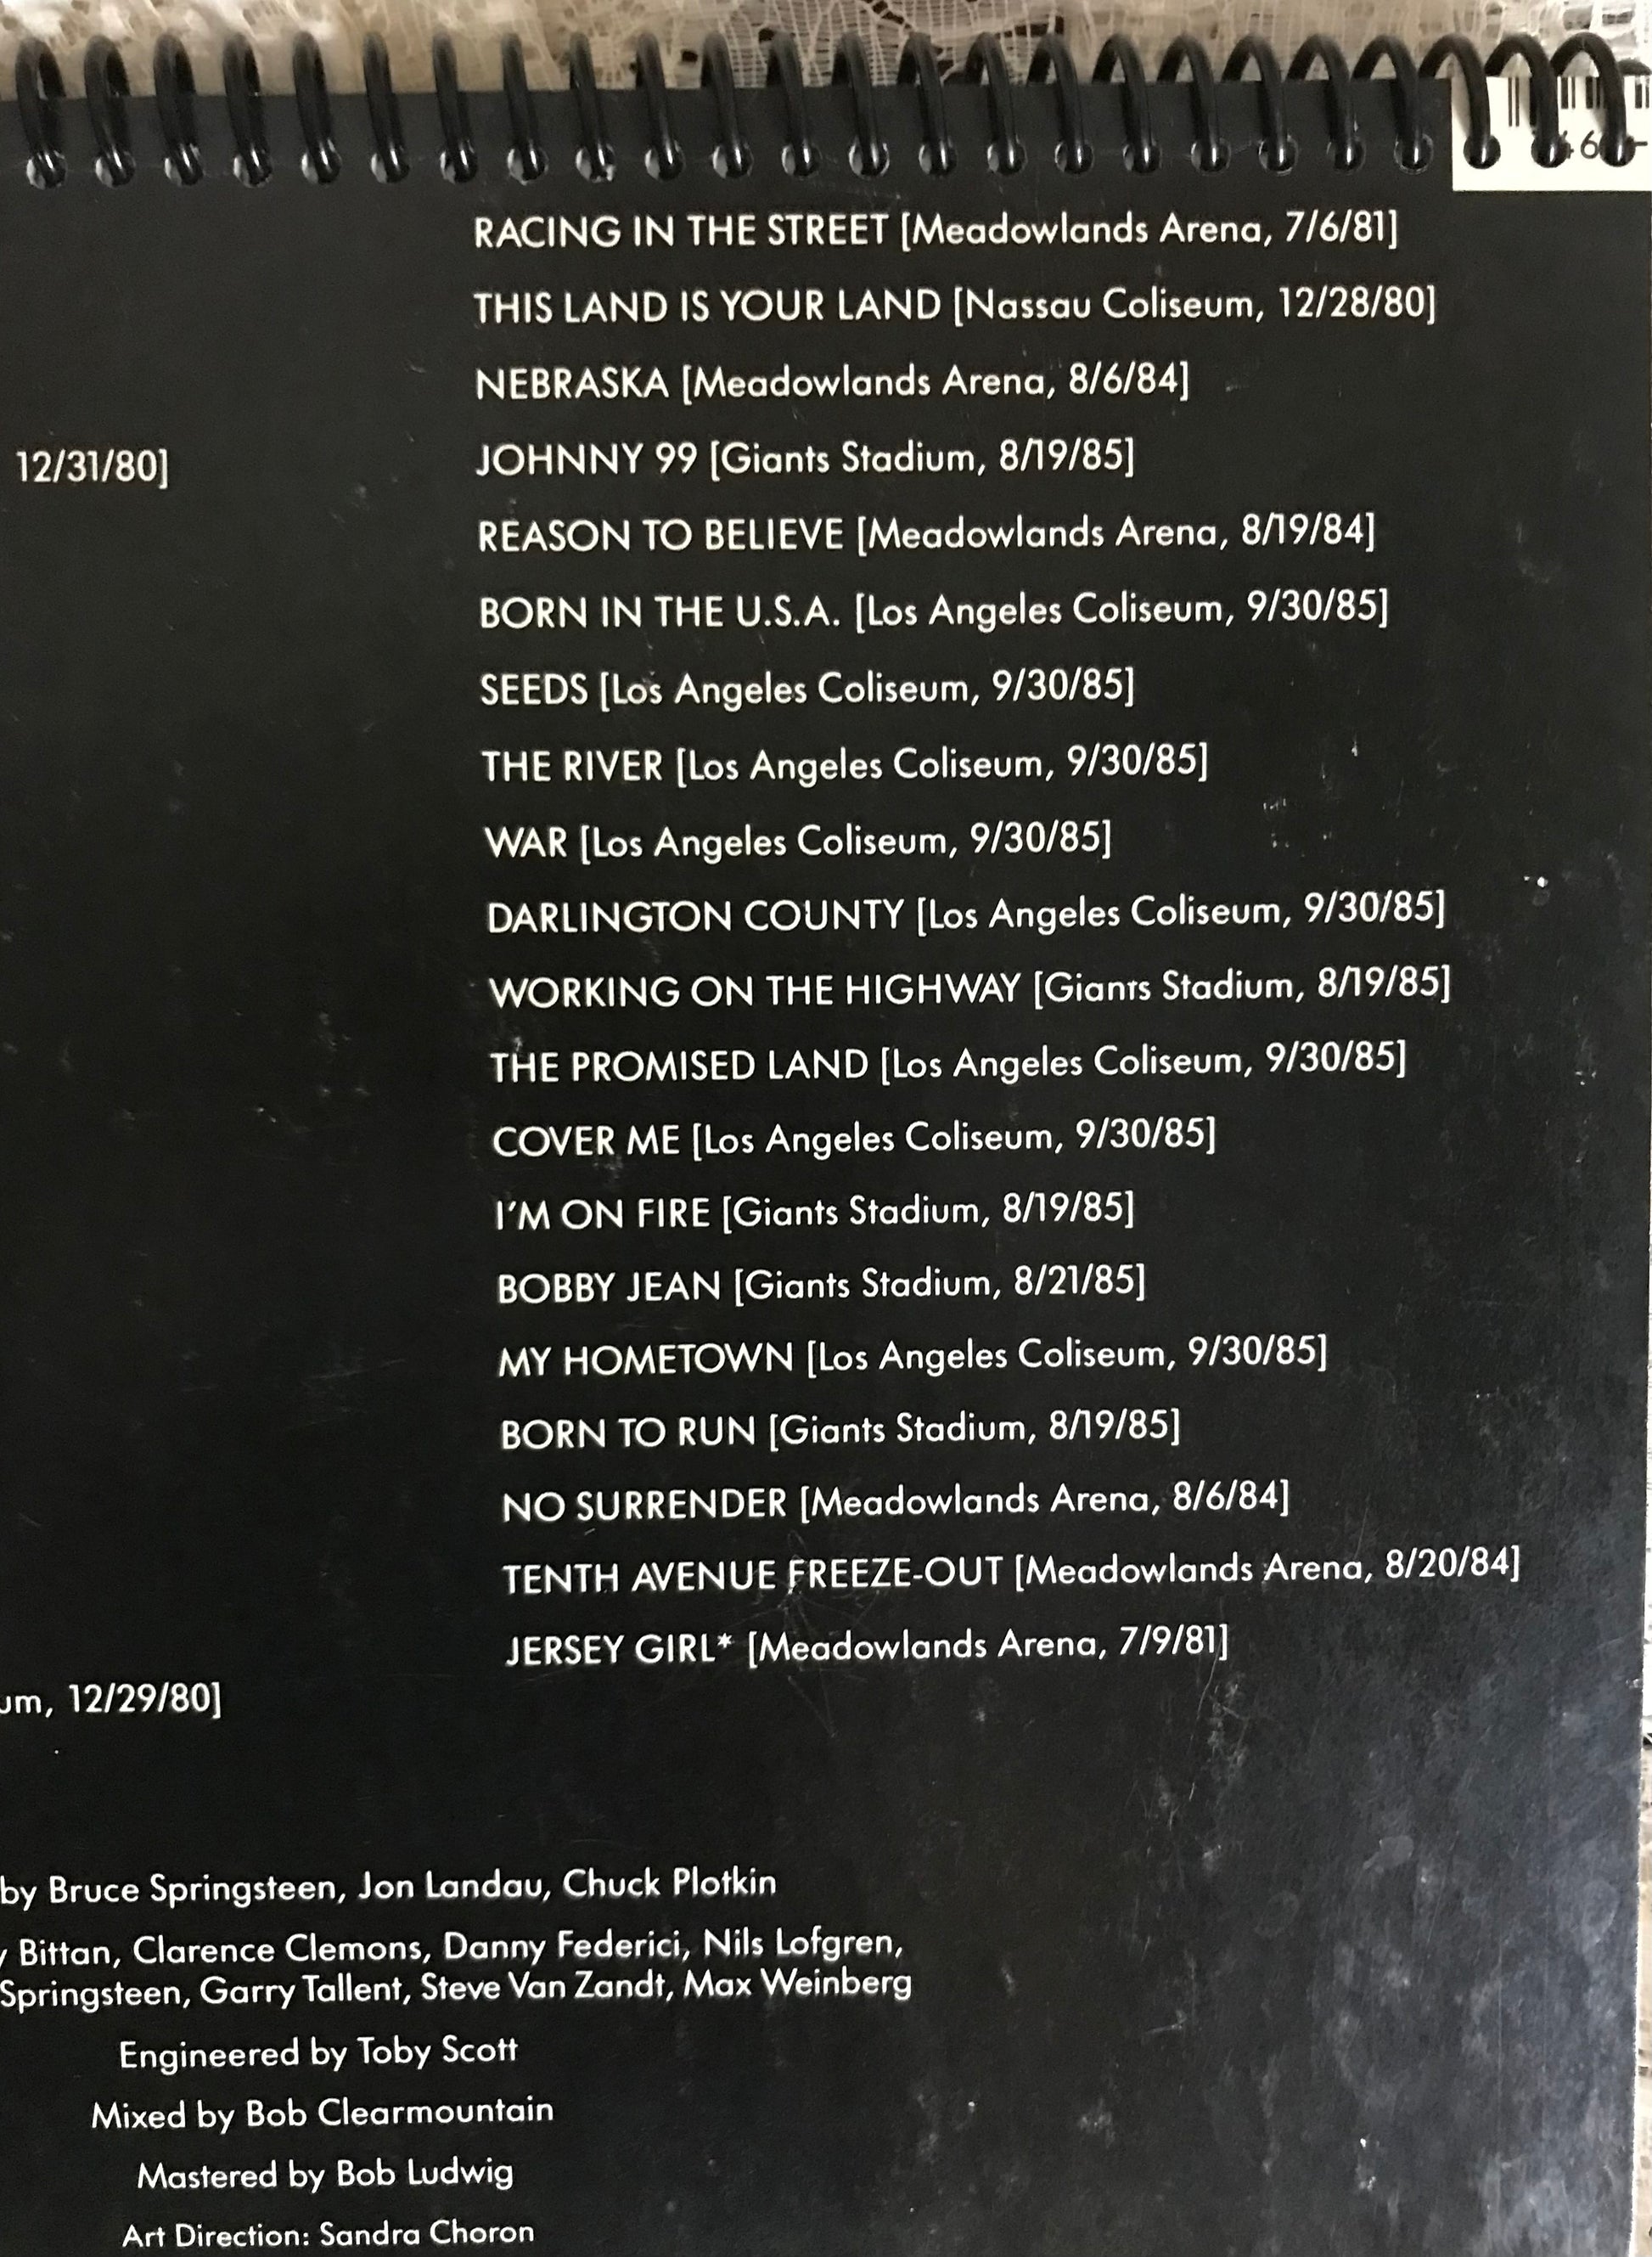 6
RACING IN THE STREET [Meadowlands Arena, 7/6/81]
THIS LAND IS YOUR LAND [Nassau Coliseum, 12/28/80]
NEBRASKA [Meadowlands Arena, 8/6/84]
12/31/80]
JOHNNY 99 [Giants Stadium, 8/19/85]
REASON TO BELIEVE [Meadowlands Arena, 8/19/84]
BORN IN THE U.S.A. [Los Angeles Coliseum, 9/30/85]
SEEDS [Los Angeles Coliseum, 9/30/85]
THE RIVER [Los Angeles Coliseum, 9/30/85]
WAR [Los Angeles Coliseum, 9/30/85]
DARLINGTON COUNTY [Los Angeles Coliseum, 9/30/85]
WORKING ON THE HIGHWAY [Giants Stadium, 8/19/85]
THE PROMISED LAND [Los Angeles Coliseum, 9/30/85]
COVER ME [Los Angeles Coliseum, 9/30/85]
I'M ON FIRE [Giants Stadium, 8/19/85]
BOBBY JEAN [Giants Stadium, 8/21/85]
MY HOMETOWN [Los Angeles Coliseum, 9/30/85]
BORN TO RUN [Giants Stadium, 8/19/85]
NO SURRENDER [Meadowlands Arena, 8/6/84]
TENTH AVENUE FREEZE-OUT [Meadowlands Arena, 8/20/84]
JERSEY GIRL* [Meadowlands Arena, 7/9/81]
um, 12/29/80]
by Bruce Springsteen, Jon Landau, Chuck Plotkin
y Bittan, Clarence Clemons, Danny Federici, Nils Lofgren,
Springsteen, Garry Tallent, Steve Van Zandt, Max Weinberg
Engineered by Toby Scott
Mixed by Bob Clearmountain
Mastered by Bob Ludwig
Art Direction: Sandra Choron